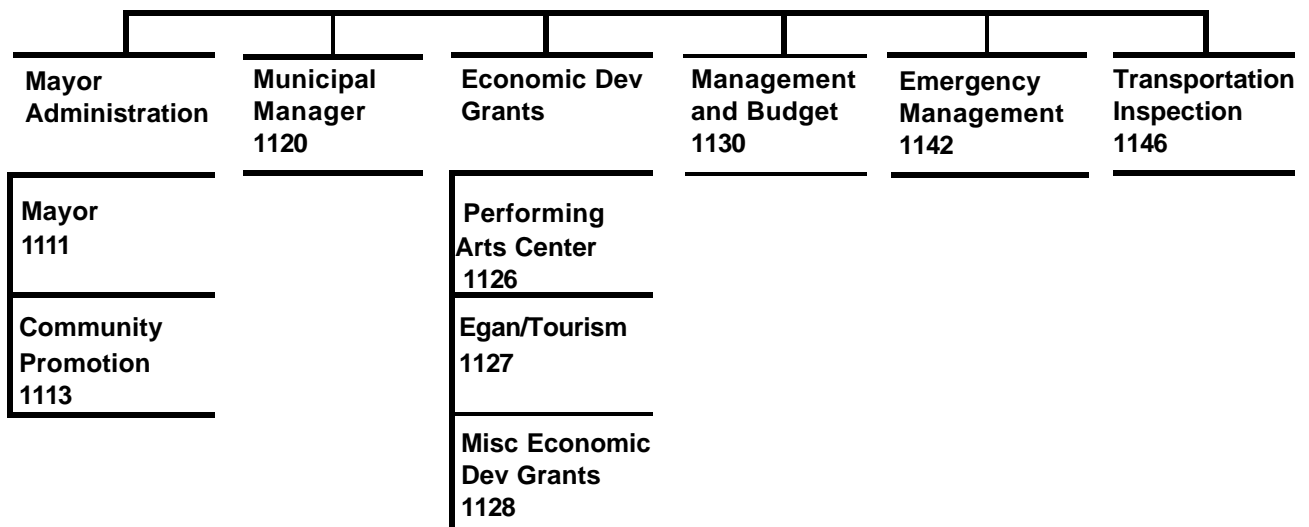 Mayor
Administration
Municipal
Manager
1120
Economic Dev
Grants
Management
and Budget
1130
Emergency
Management
1142
Transportation
Inspection
1146
Mayor
1111
Community
Promotion
1113
Performing
Arts Center
1126
Egan/Tourism
1127
Misc Economic
Dev Grants
1128